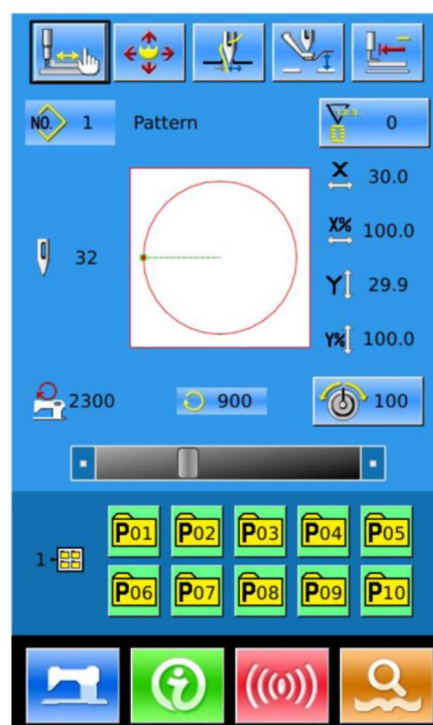 NO. 1 Pattern 123... 0
X 30.0
X% 100.0
32
Y 29.9
Y% 100.0
2300 900 100
P01 P02 P03 P04 P05
1
P06 P07 P08 P09 P10